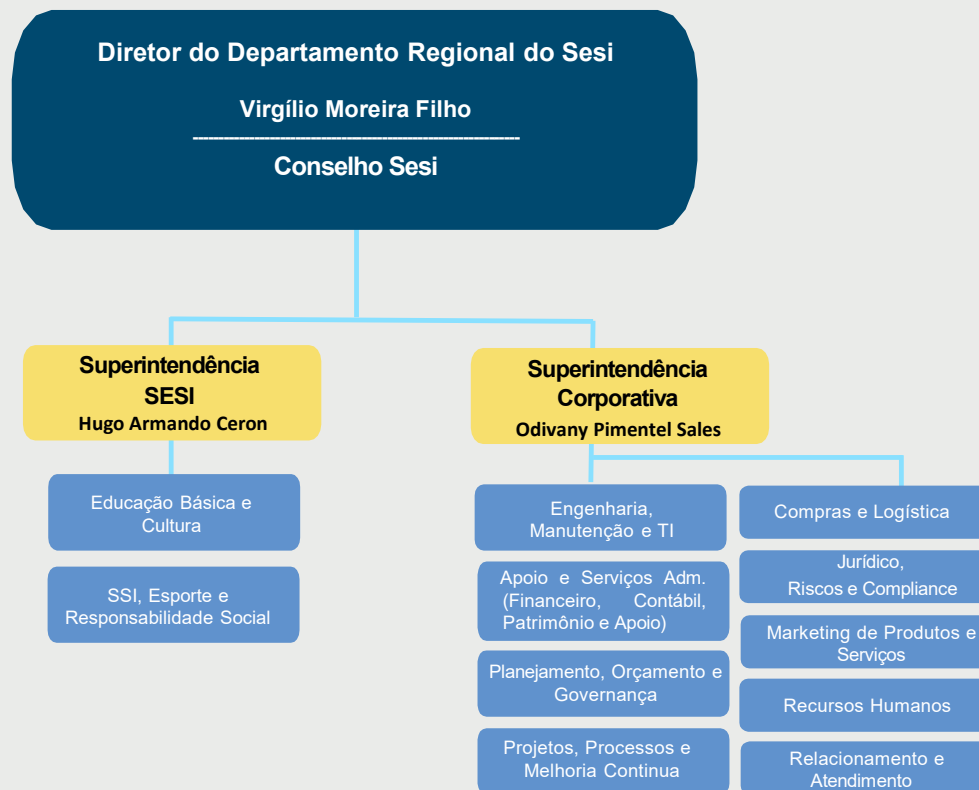 Diretor do Departamento Regional do Sesi
Virgílio Moreira Filho
------------------------------------------------------------
Conselho Sesi
Superintendência
SESI
Hugo Armando Ceron
Educação Básica e
Cultura
SSI, Esporte e
Responsabilidade Social
Superintendência
Corporativa
Odivany Pimentel Sales
Engenharia,
Manutenção e TI
Apoio e Serviços Adm.
(Financeiro, Contábil,
Patrimônio e Apoio)
Planejamento, Orçamento e
Governança
Projetos, Processos e
Melhoria Continua
Compras e Logística
Jurídico,
Riscos e Compliance
Marketing de Produtos e
Serviços
Recursos Humanos
Relacionamento e
Atendimento